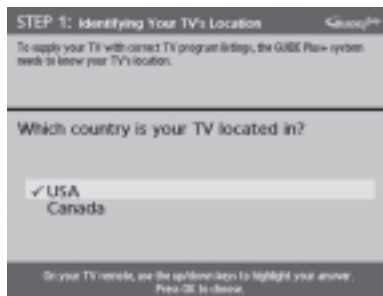 STEP 1: Identifying Your TV's Location
To supply your TV with correct TV program listings, the GUIDE Plus+ system
needs to know your TV's location.
Which country is your TV located in?
✓ USA
Canada
On your TV remote, use the up/down keys to highlight your answer.
Press OK to choose.